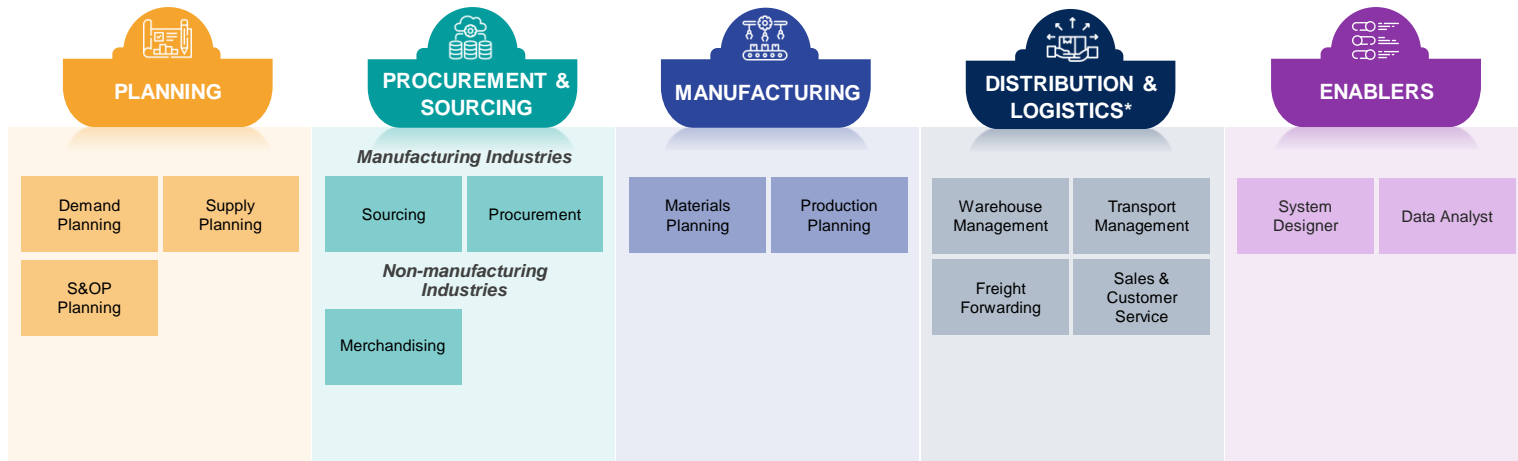 PLANNING
Demand
Planning
Supply
Planning
S&OP
Planning
PROCUREMENT &
SOURCING
Manufacturing Industries
Sourcing
Procurement
Non-manufacturing
Industries
Merchandising
MANUFACTURING
Materials
Planning
Production
Planning
DISTRIBUTION &
LOGISTICS*
Warehouse
Management
Transport
Management
Freight
Forwarding
Sales &
Customer
Service
ENABLERS
System
Designer
Data Analyst